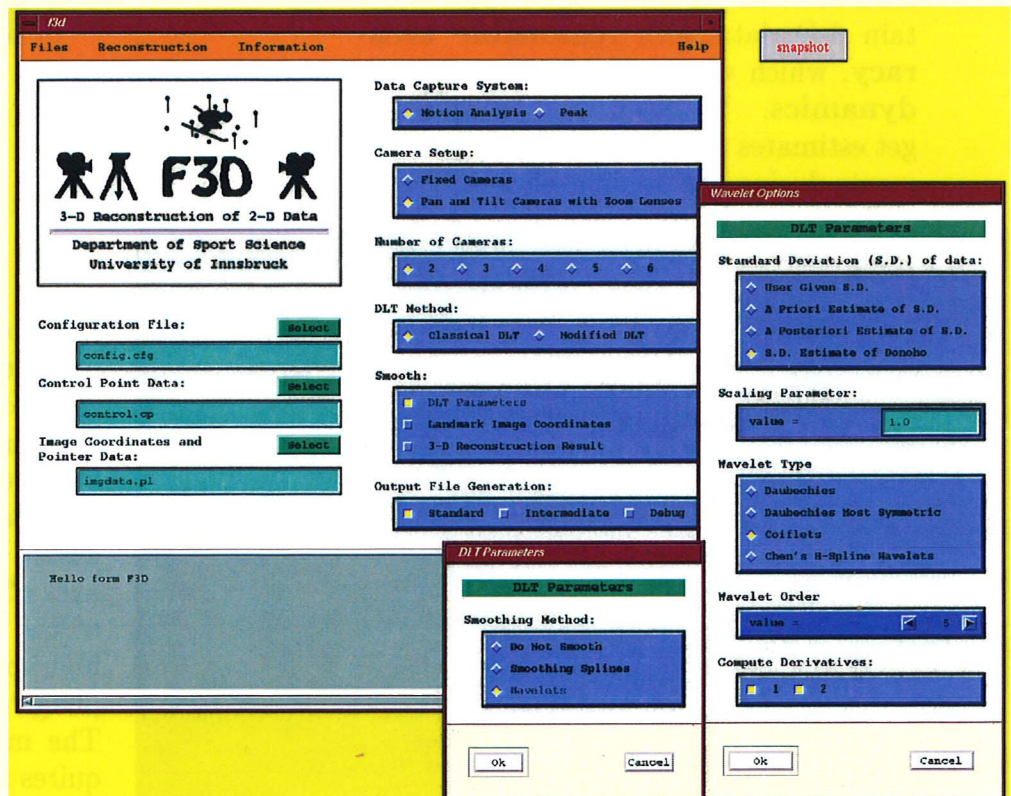 f3d
Files Reconstruction Information Help
snapshot
F3D
3-D Reconstruction of 2-D Data
Department of Sport Science
University of Innsbruck
Configuration File: Select
config.cfg
Control Point Data: Select
control.cp
Image Coordinates and Select
Pointer Data:
imgdata.pl
Data Capture System:
Motion Analysis Peak
Camera Setup:
Fixed Cameras
Pan and Tilt Cameras with Zoom Lenses
Number of Cameras:
2 3 4 5 6
DLT Method:
Classical DLT Modified DLT
Smooth:
DLT Parameters
Landmark Image Coordinates
3-D Reconstruction Result
Output File Generation:
Standard Intermediate Debug
Hello form F3D
DLT Parameters
DLT Parameters
Smoothing Method:
Do Not Smooth
Smoothing Splines
Wavelets
Ok Cancel
Wavelet Options
DLT Parameters
Standard Deviation (S.D.) of data:
User Given S.D.
A Priori Estimate of S.D.
A Posteriori Estimate of S.D.
S.D. Estimate of Donoho
Scaling Parameter:
value = 1.0
Wavelet Type
Daubechies
Daubechies Most Symmetric
Coiflets
Chen's H-Spline Wavelets
Wavelet Order
value = 5
Compute Derivatives:
1 2
Ok Cancel